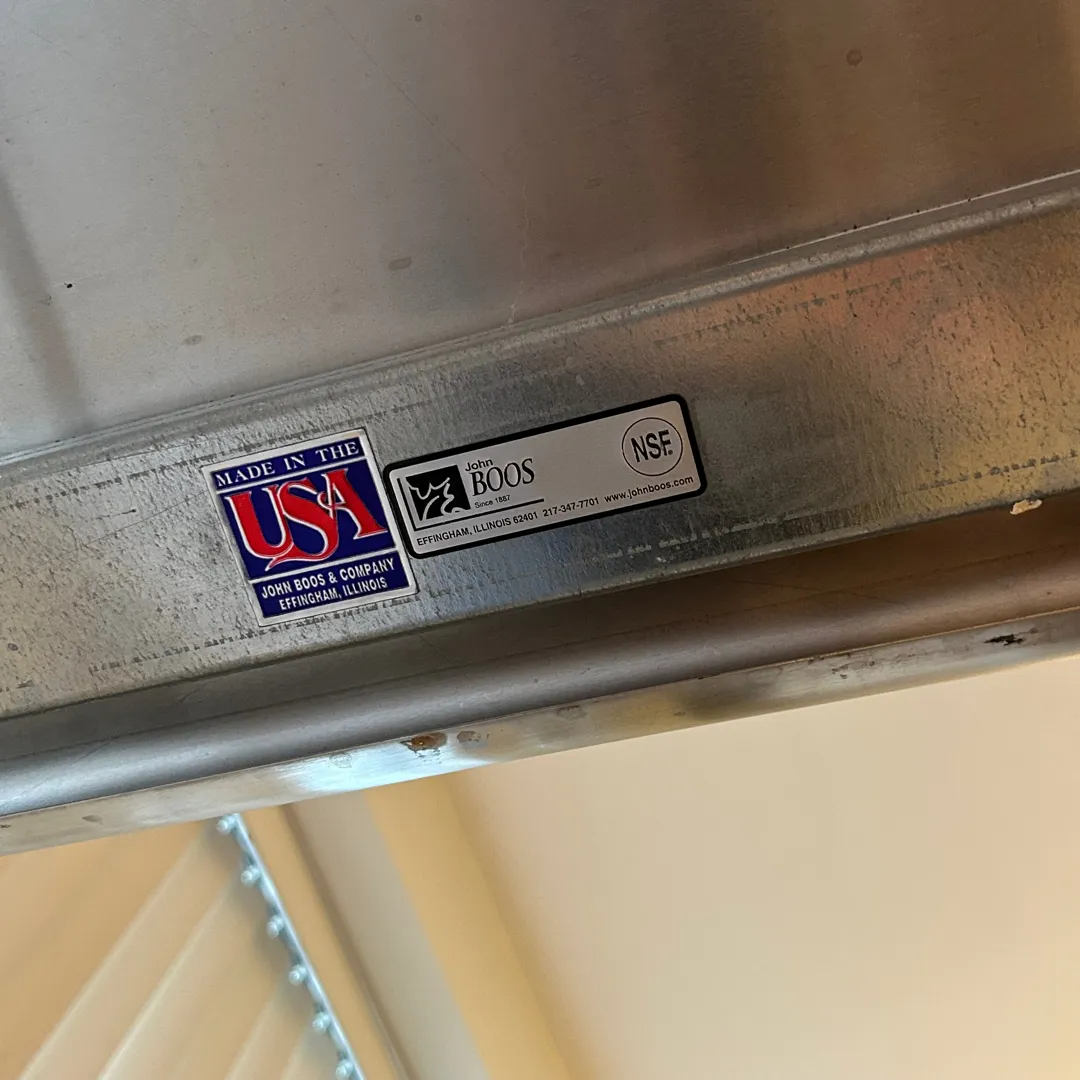 MADE IN THE
USA
JOHN BOOS & COMPANY
EFFINGHAM, ILLINOIS
John
BOOS
Since 1887
NSF®
EFFINGHAM, ILLINOIS 62401 217-347-7701 www.johnboos.com